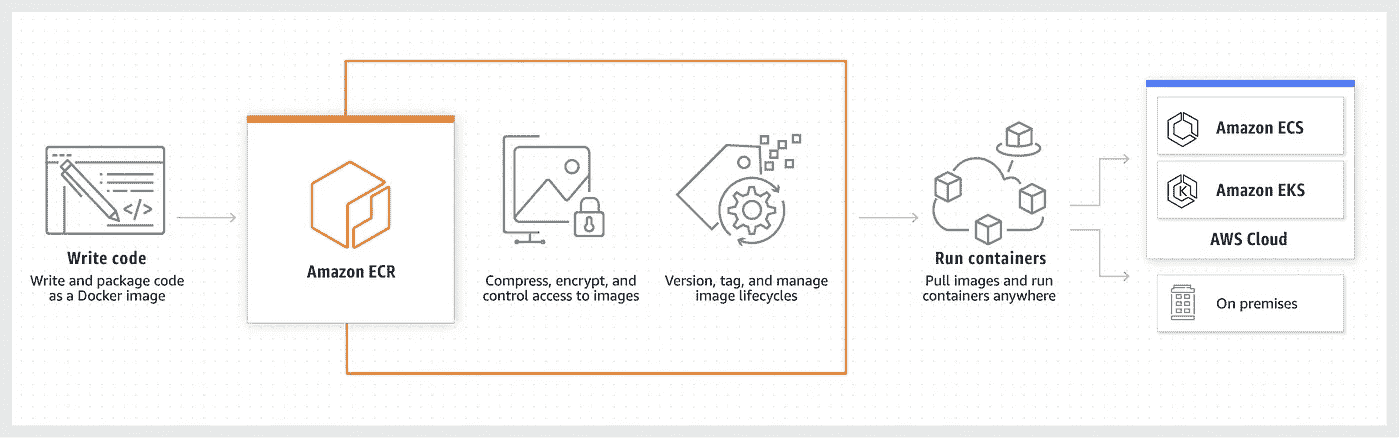 Write code
Write and package code
as a Docker image
</>
Amazon ECR
Compress, encrypt, and
control access to images
Version, tag, and manage
image lifecycles
Run containers
Pull images and run
containers anywhere
Amazon ECS
K
Amazon EKS
AWS Cloud
On premises